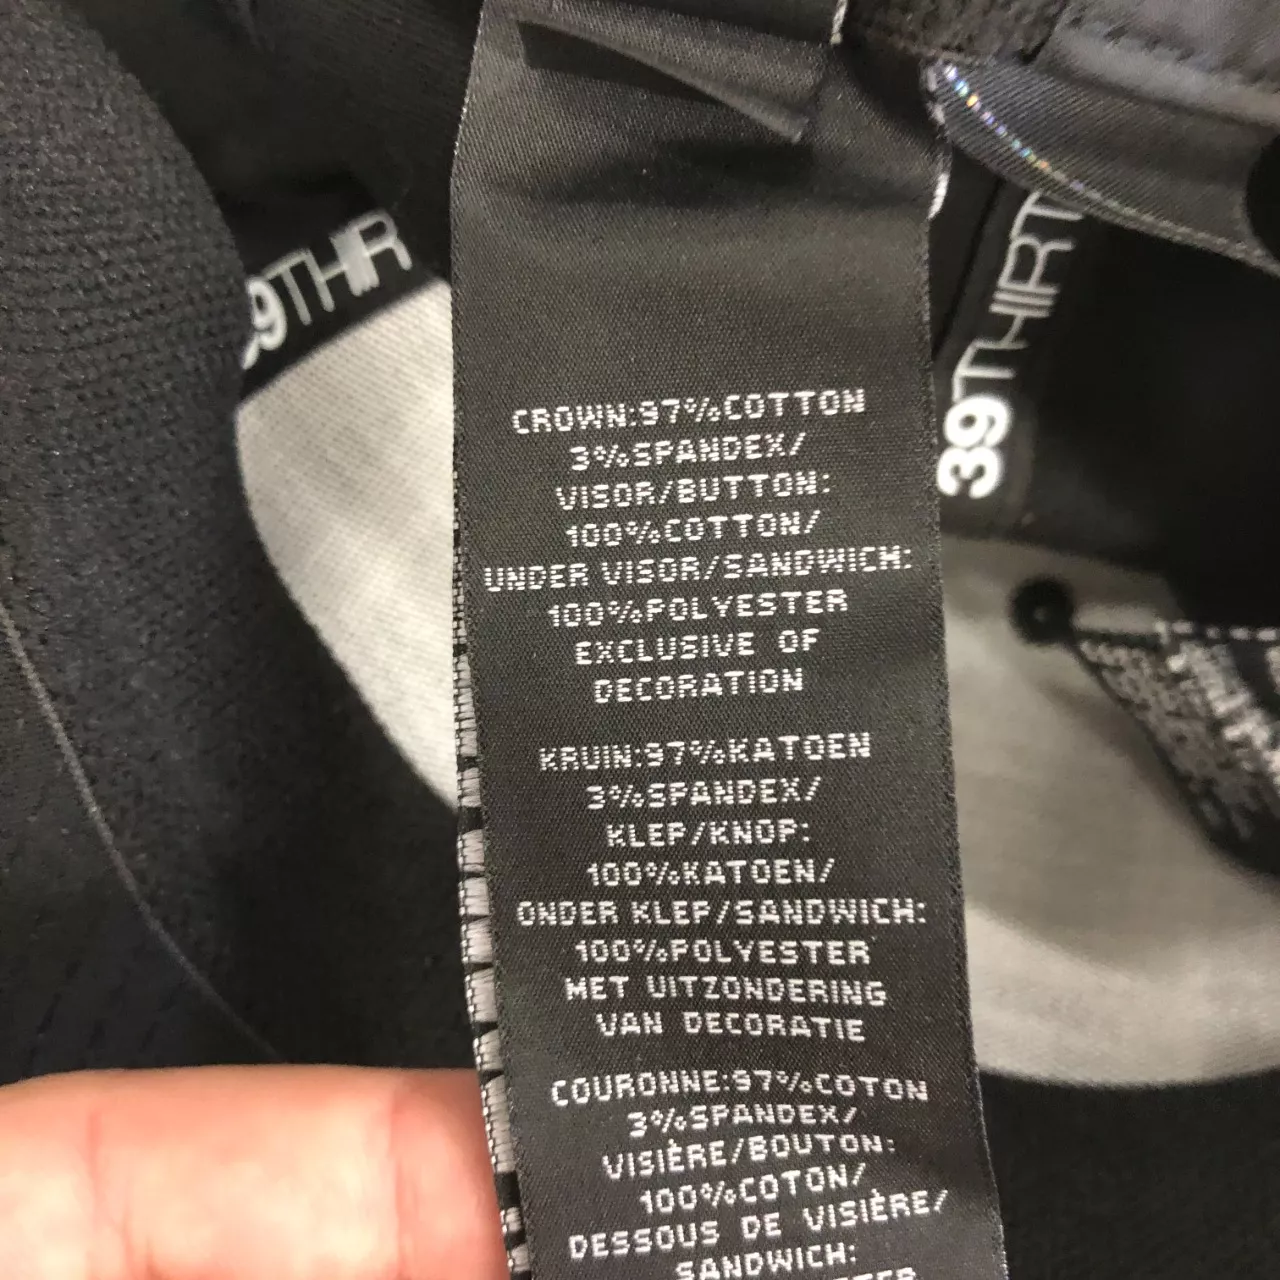 39THIR
39THIRT
CROWN:97%COTTON
3%SPANDEX/
VISOR/BUTTON:
100%COTTON/
UNDER VISOR/SANDWICH:
100%POLYESTER
EXCLUSIVE OF
DECORATION
KRUIN:97%KATOEN
3%SPANDEX/
KLEP/KNOP:
100%KATOEN/
ONDER KLEP/SANDWICH:
100%POLYESTER
MET UITZONDERING
VAN DECORATIE
COURONNE:97%COTON
3%SPANDEX/
VISIÈRE/BOUTON:
100%COTON/
DESSOUS DE VISIÈRE/
SANDWICH: